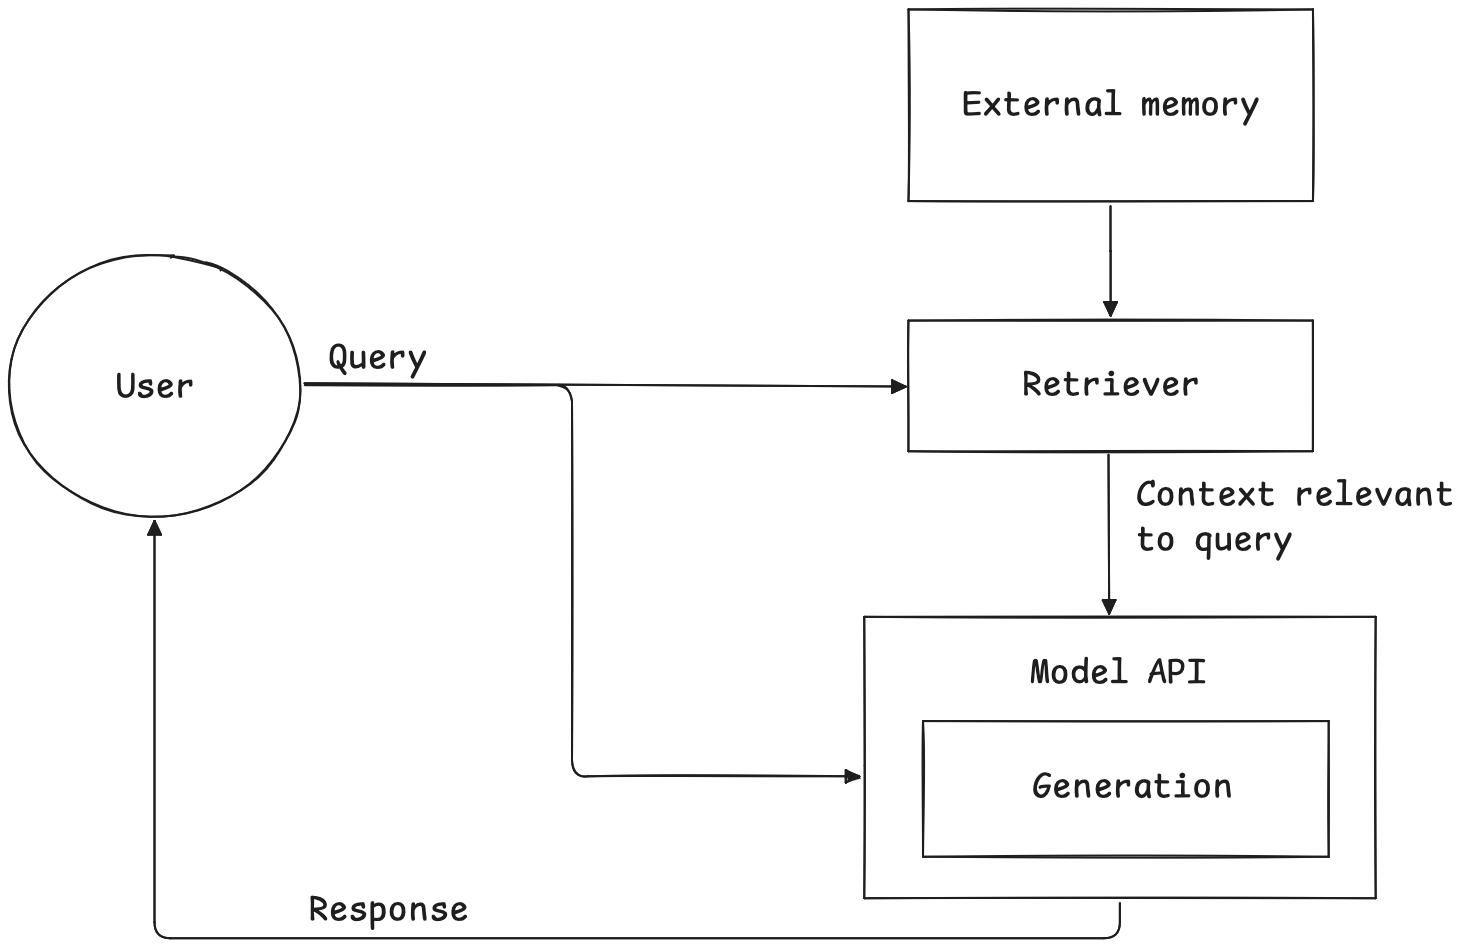 External memory
User
Query
Retriever
Context relevant
to query
Model API
Generation
Response